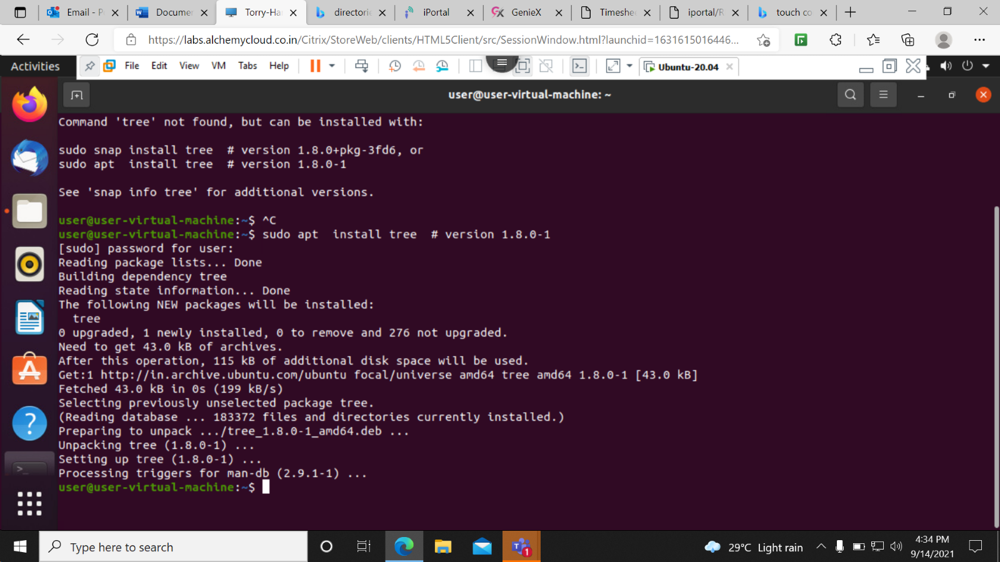 Email - P
Documen
Torry-Har
directorie
iPortal
GenieX
Timeshee
iportal/R
touch co
https://labs.alchemycloud.co.in/Citrix/StoreWeb/clients/HTML5Client/src/SessionWindow.html?launchid=1631615016446...
Activities
File Edit View VM Tabs Help
Ubuntu-20.04
user@user-virtual-machine: ~
Command 'tree' not found, but can be installed with:
sudo snap install tree  # version 1.8.0+pkg-3fd6, or
sudo apt  install tree  # version 1.8.0-1
See 'snap info tree' for additional versions.
user@user-virtual-machine:~$ ^C
user@user-virtual-machine:~$ sudo apt  install tree  # version 1.8.0-1
[sudo] password for user:
Reading package lists... Done
Building dependency tree
Reading state information... Done
The following NEW packages will be installed:
  tree
0 upgraded, 1 newly installed, 0 to remove and 276 not upgraded.
Need to get 43.0 kB of archives.
After this operation, 115 kB of additional disk space will be used.
Get:1 http://in.archive.ubuntu.com/ubuntu focal/universe amd64 tree amd64 1.8.0-1 [43.0 kB]
Fetched 43.0 kB in 0s (199 kB/s)
Selecting previously unselected package tree.
(Reading database ... 183372 files and directories currently installed.)
Preparing to unpack .../tree_1.8.0-1_amd64.deb ...
Unpacking tree (1.8.0-1) ...
Setting up tree (1.8.0-1) ...
Processing triggers for man-db (2.9.1-1) ...
user@user-virtual-machine:~$
Type here to search
1
29°C Light rain
4:34 PM
9/14/2021